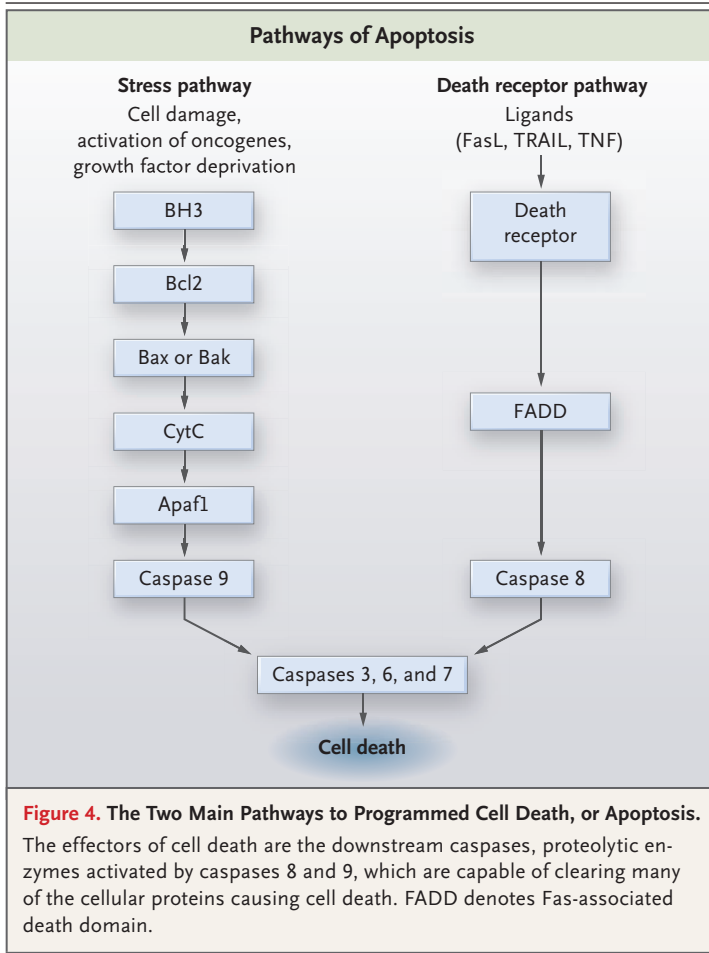 Pathways of Apoptosis
Stress pathway
Cell damage,
activation of oncogenes,
growth factor deprivation
BH3
Bcl2
Bax or Bak
CytC
Apaf1
Caspase 9
Death receptor pathway
Ligands
(FasL, TRAIL, TNF)
Death
receptor
FADD
Caspase 8
Caspases 3, 6, and 7
Cell death
Figure 4. The Two Main Pathways to Programmed Cell Death, or Apoptosis.
The effectors of cell death are the downstream caspases, proteolytic en-
zymes activated by caspases 8 and 9, which are capable of clearing many
of the cellular proteins causing cell death. FADD denotes Fas-associated
death domain.